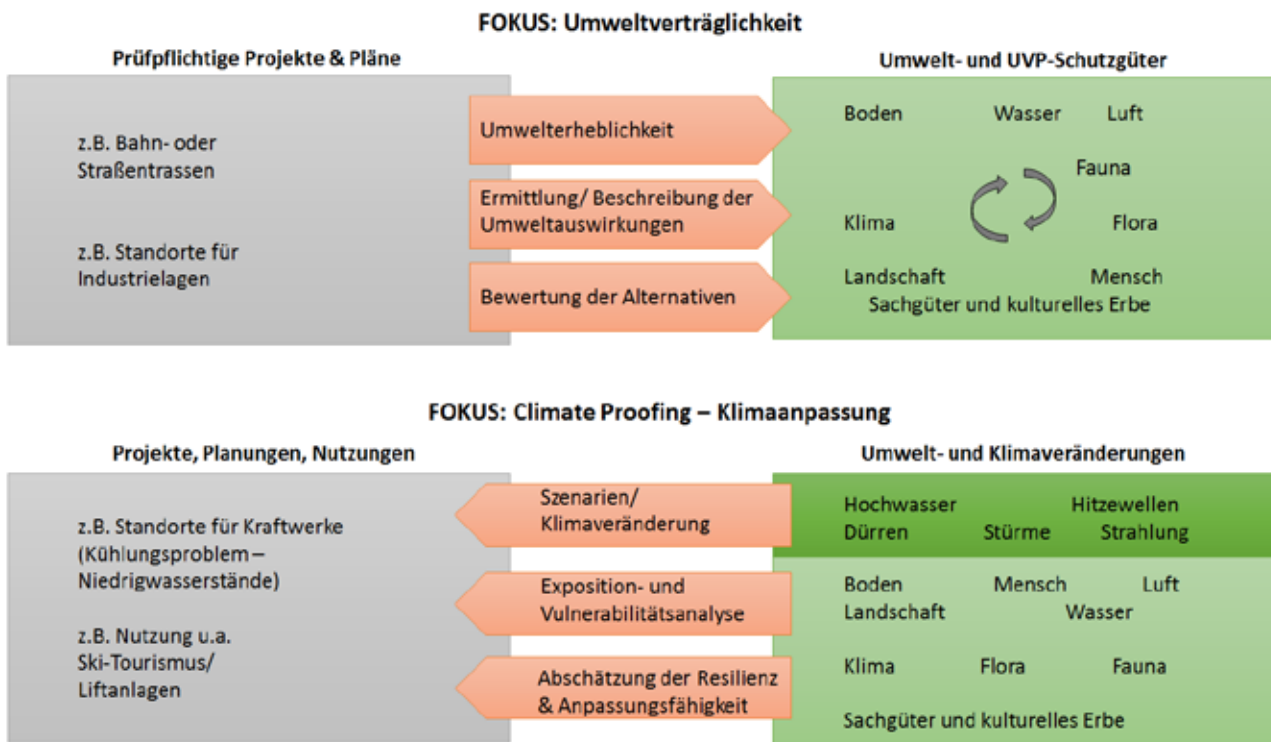 FOKUS: Umweltverträglichkeit
Prüfpflichtige Projekte & Pläne
z.B. Bahn- oder
Straßentrassen
z.B. Standorte für
Industrielagen
Umwelterheblichkeit
Ermittlung/ Beschreibung der
Umweltauswirkungen
Bewertung der Alternativen
Umwelt- und UVP-Schutzgüter
Boden Wasser Luft
Fauna
Klima Flora
Landschaft Mensch
Sachgüter und kulturelles Erbe
FOKUS: Climate Proofing – Klimaanpassung
Projekte, Planungen, Nutzungen
z.B. Standorte für Kraftwerke
(Kühlungsproblem –
Niedrigwasserstände)
z.B. Nutzung u.a.
Ski-Tourismus/
Liftanlagen
Szenarien/
Klimaveränderung
Exposition- und
Vulnerabilitätsanalyse
Abschätzung der Resilienz
& Anpassungsfähigkeit
Umwelt- und Klimaveränderungen
Hochwasser Hitzewellen
Dürren Stürme Strahlung
Boden Mensch Luft
Landschaft Wasser
Klima Flora Fauna
Sachgüter und kulturelles Erbe